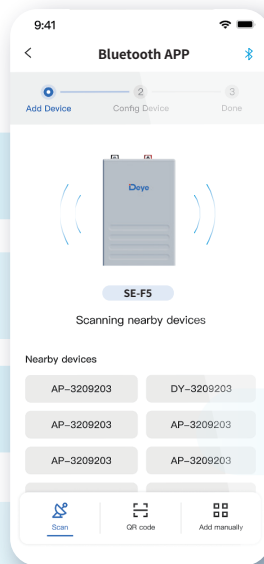 9:41
Bluetooth APP
2
3
Add Device
Config Device
Done
Deye
SE-F5
Scanning nearby devices
Nearby devices
AP-3209203
DY-3209203
AP-3209203
AP-3209203
AP-3209203
AP-3209203
Scan
QR code
Add manually